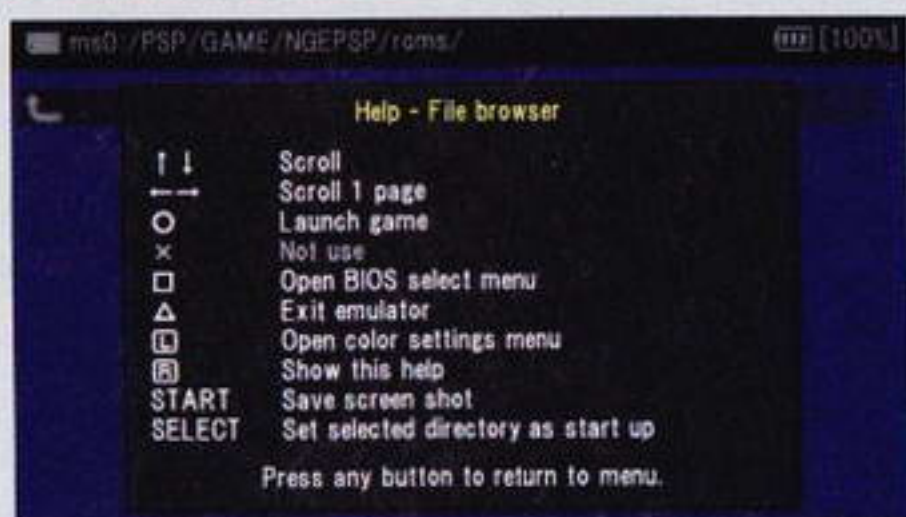 ms0:/PSP/GAME/NGEPSP/roms/ [100%]
Help - File browser
↑ ↓ Scroll
←→ Scroll 1 page
○ Launch game
× Not use
□ Open BIOS select menu
△ Exit emulator
L Open color settings menu
R Show this help
START Save screen shot
SELECT Set selected directory as start up
Press any button to return to menu.